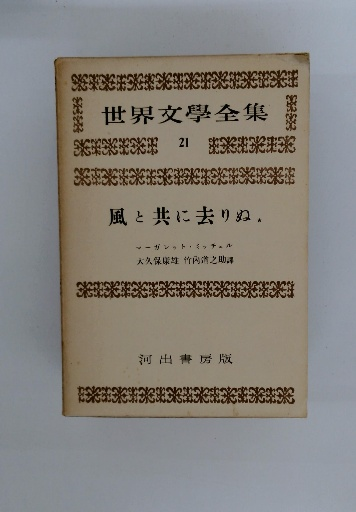 世界文學全集
21
風と共に去りぬ
マーガレット・ミッチェル
大久保康雄 竹内道之助譯
河出書房版